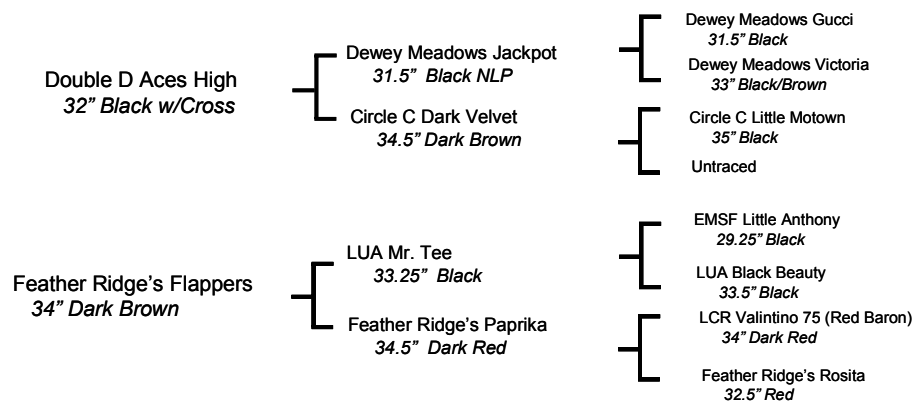 Double D Aces High
32” Black w/Cross
Dewey Meadows Jackpot
31.5” Black NLP
Circle C Dark Velvet
34.5” Dark Brown
Dewey Meadows Gucci
31.5” Black
Dewey Meadows Victoria
33” Black/Brown
Circle C Little Motown
35” Black
Untraced
Feather Ridge’s Flappers
34” Dark Brown
LUA Mr. Tee
33.25” Black
Feather Ridge’s Paprika
34.5” Dark Red
EMSF Little Anthony
29.25” Black
LUA Black Beauty
33.5” Black
LCR Valintino 75 (Red Baron)
34” Dark Red
Feather Ridge’s Rosita
32.5” Red